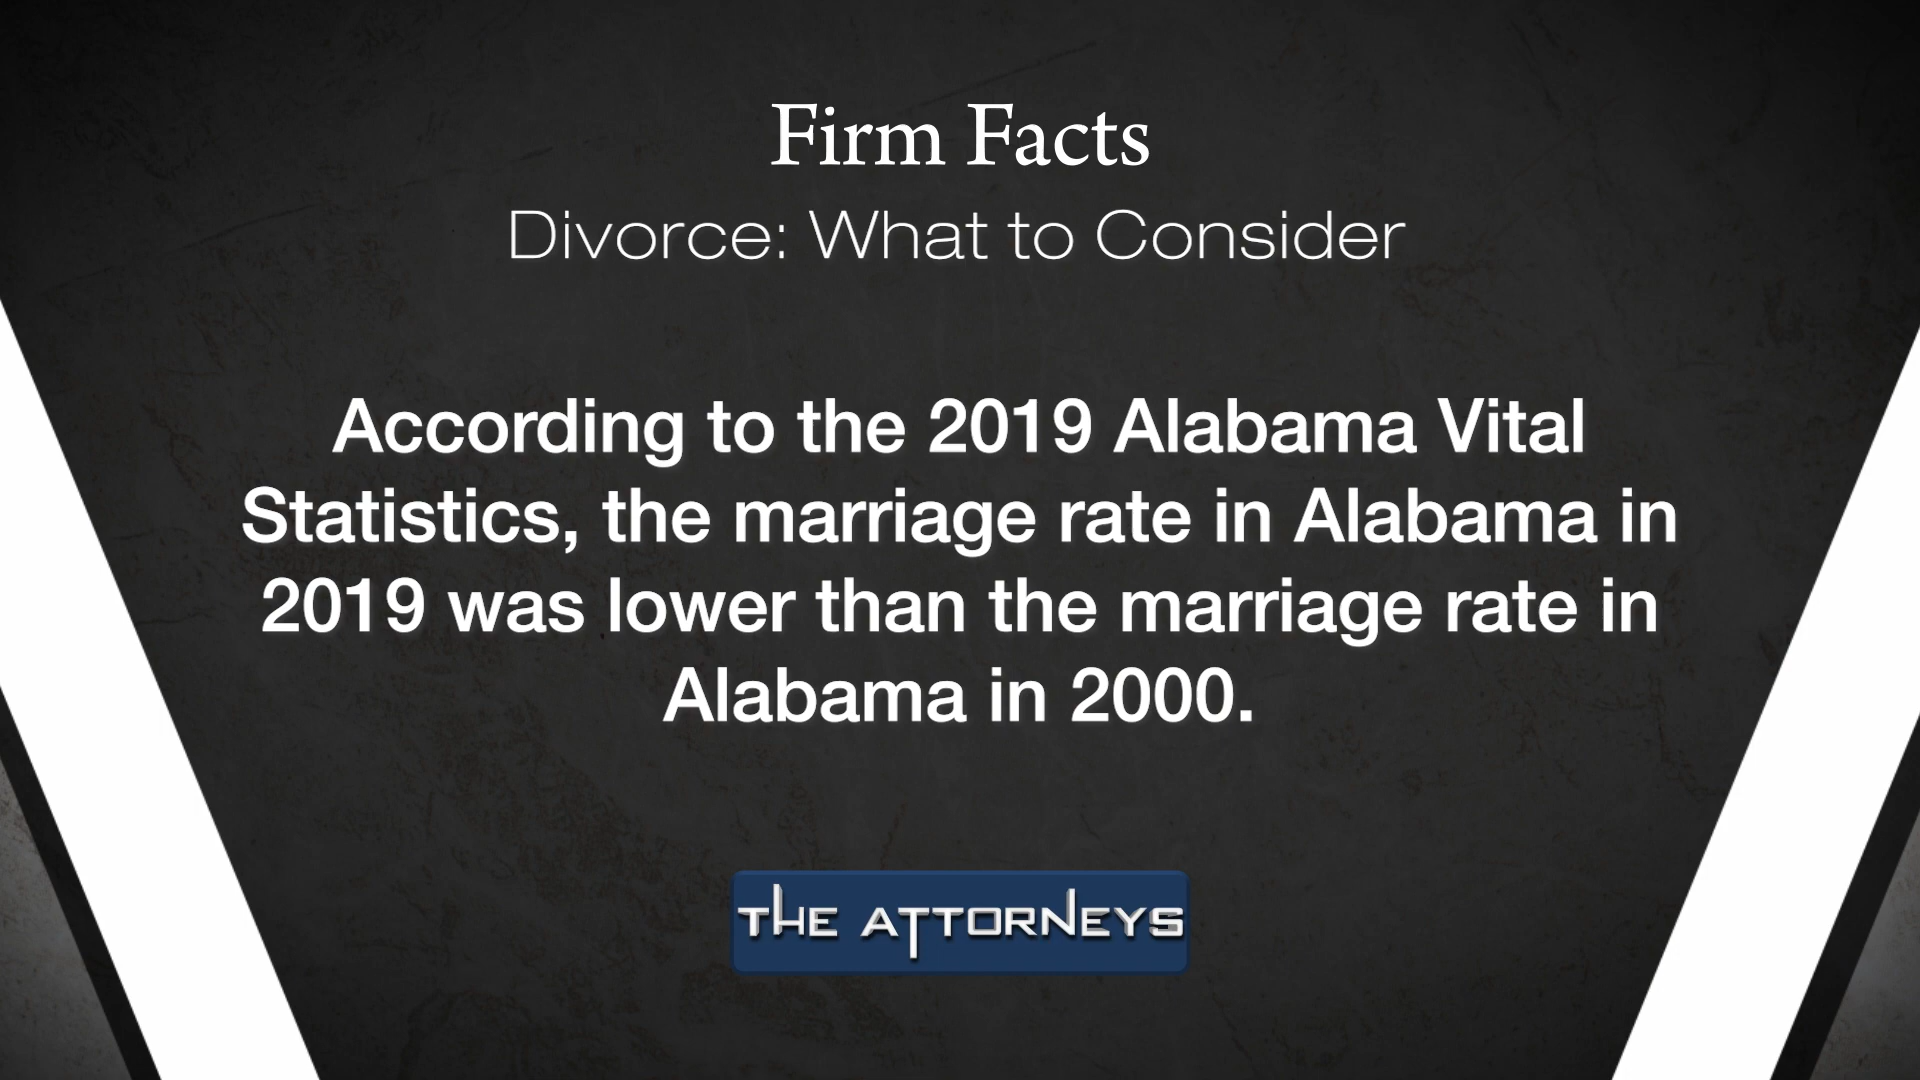 Firm Facts
Divorce: What to Consider
According to the 2019 Alabama Vital
Statistics, the marriage rate in Alabama in
2019 was lower than the marriage rate in
Alabama in 2000.
THE ATTORNEYS